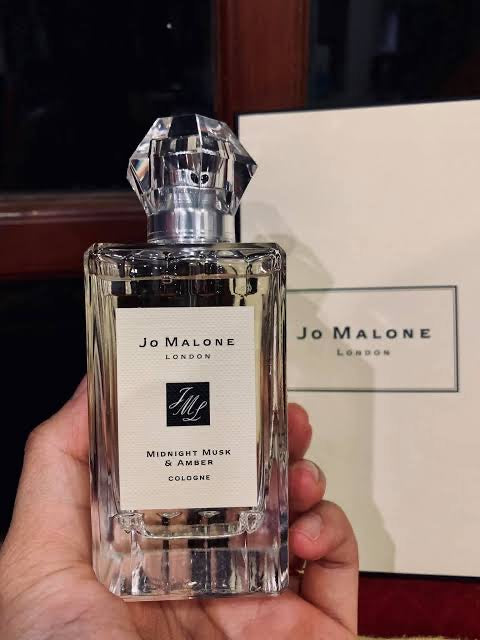 Jo Malone
London
JML
Midnight Musk
& Amber
Cologne
Jo Malone
London